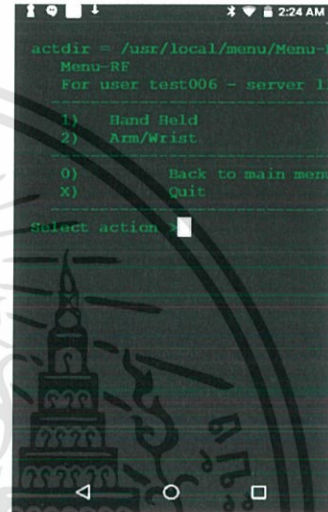 2:24 AM
actdir = /usr/local/menu/Menu-
Menu-RF
For user test006 - server 1
1) Hand Held
2) Arm/Wrist
0) Back to main menu
X) Quit
Select action >